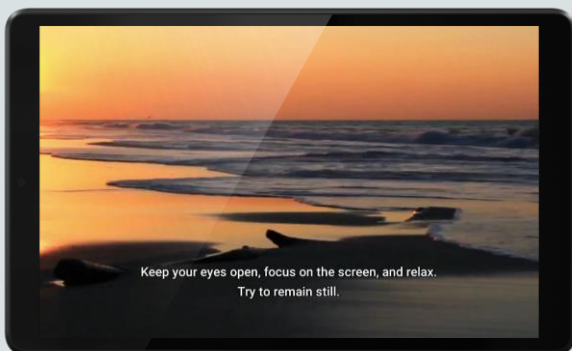 Keep your eyes open, focus on the screen, and relax.
Try to remain still.